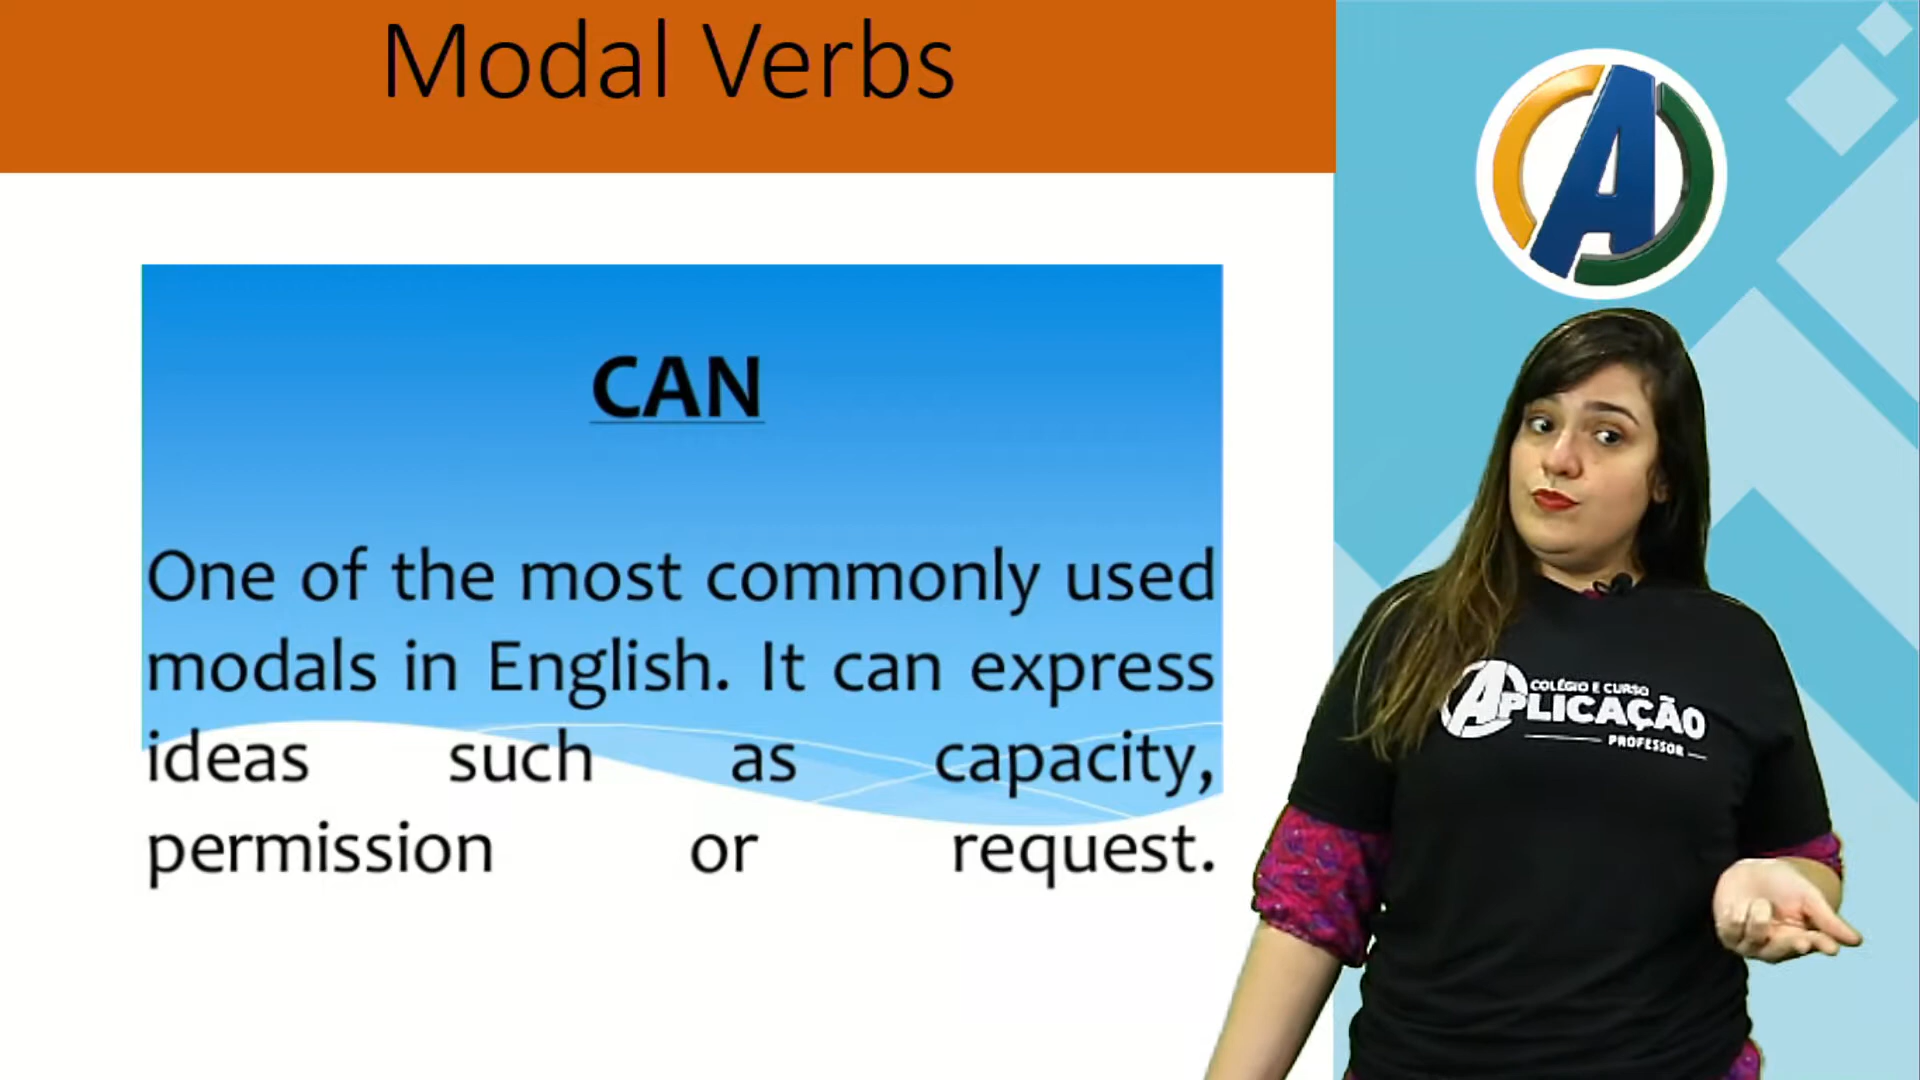 Modal Verbs
CAN
One of the most commonly used
modals in English. It can express
ideas such as capacity,
permission or request.
A
COLÉGIO E CURSO
APLICAÇÃO
PROFESSOR